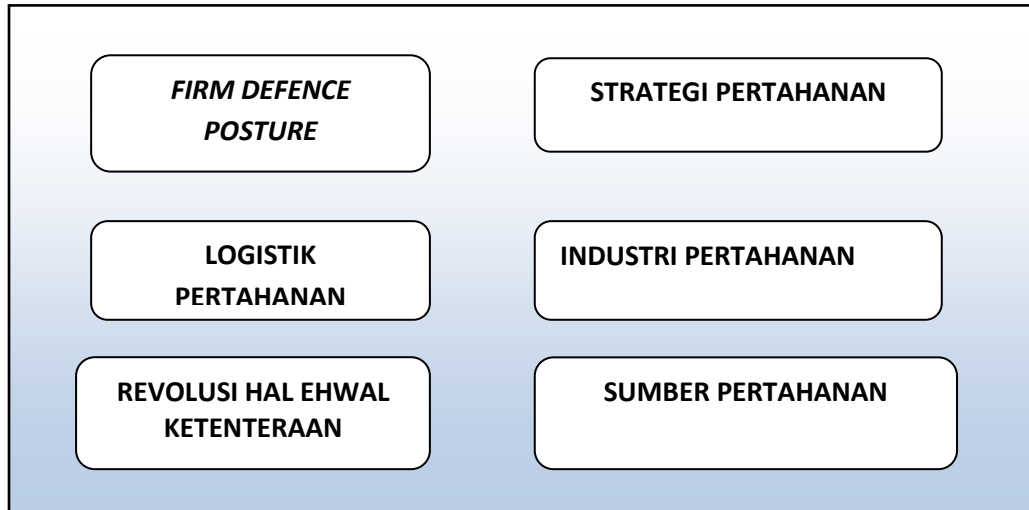 FIRM DEFENCE
POSTURE
STRATEGI PERTAHANAN
LOGISTIK
PERTAHANAN
INDUSTRI PERTAHANAN
REVOLUSI HAL EHWAL
KETENTERAAN
SUMBER PERTAHANAN